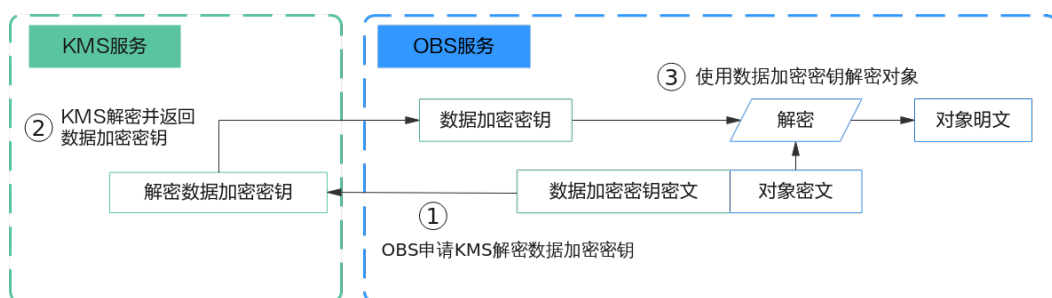 KMS服务
OBS服务
③ 使用数据加密密钥解密对象
② KMS解密并返回
数据加密密钥
数据加密密钥
解密
对象明文
解密数据加密密钥
数据加密密钥密文
对象密文
①
OBS申请KMS解密数据加密密钥